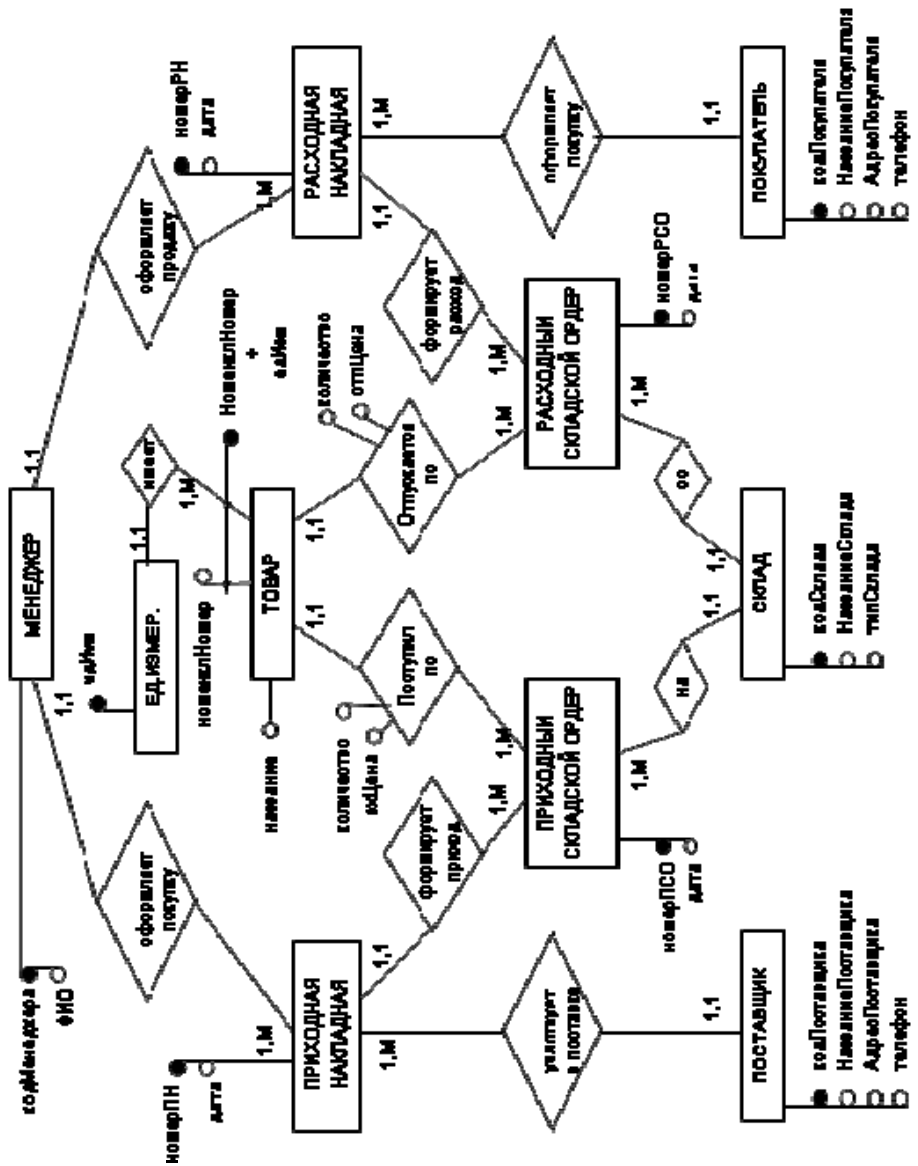 МЕНЕДЖЕР
кодМенеджера
ФИО
1,1
1,1
оформляет
покупку
оформляет
продажу
1,М
1,М
ЕД.ИЗМЕР.
едИзм
1,1
имеет
1,М
номенклНомер
НоменклНомер
+
едИзм
ТОВАР
название
1,1
1,1
номерПН
дата
ПРИХОДНАЯ
НАКЛАДНАЯ
номерРН
дата
РАСХОДНАЯ
НАКЛАДНАЯ
количество
Поступил
по
количество
отпЦена
Отпускается
по
1,1
формирует
приход
1,М
1,М
1,1
формирует
расход
1,М
1,М
ПРИХОДНЫЙ
СКЛАДСКОЙ ОРДЕР
номерПСО
дата
РАСХОДНЫЙ
СКЛАДСКОЙ ОРДЕР
номерРСО
дата
1,М
участвует
в поставке
1,1
1,М
оформляет
покупку
1,1
1,М
на
1,1
1,М
со
1,1
ПОСТАВЩИК
кодПоставщика
НазваниеПоставщика
АдресПоставщика
телефон
СКЛАД
кодСклада
НазваниеСклада
типСклада
ПОКУПАТЕЛЬ
кодПокупателя
НазваниеПокупателя
АдресПокупателя
телефон